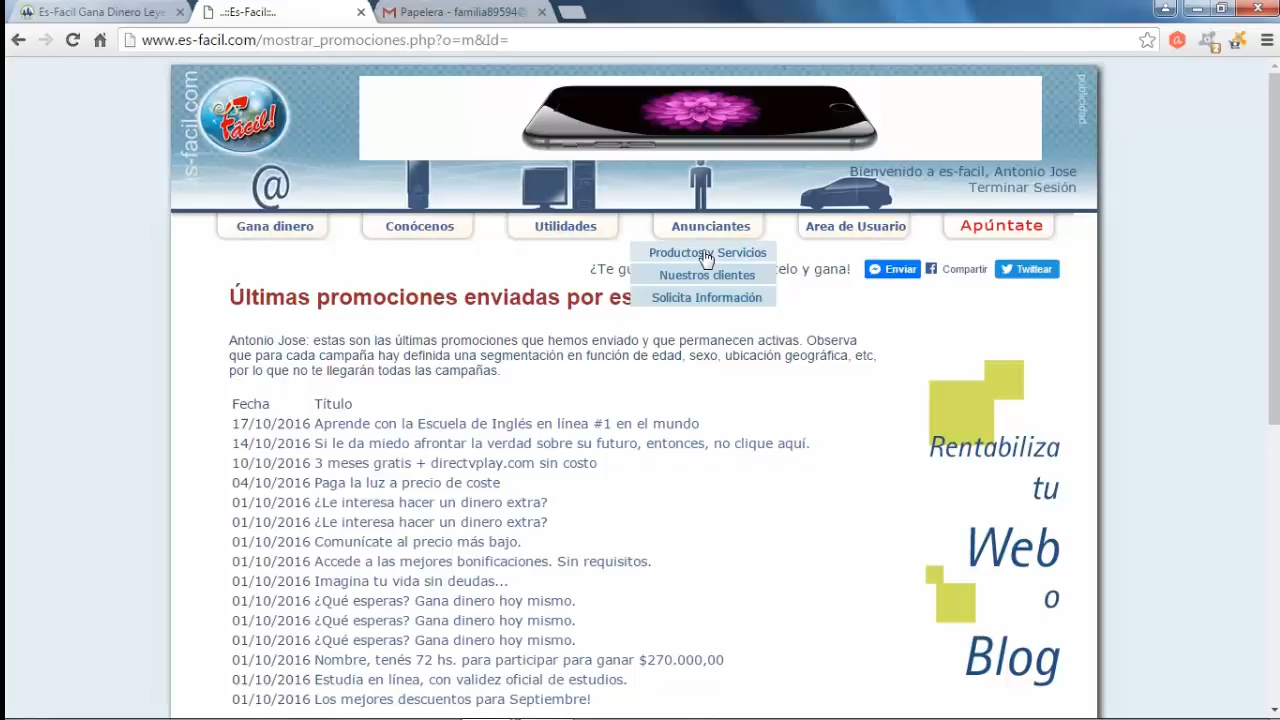 Es-Facil Gana Dinero Leye
..::Es-Facil::..
Papelera - familia89594@
www.es-facil.com/mostrar_promociones.php?o=m&Id=
es-facil.com
Es Fácil!
publicidad
Bienvenido a es-facil, Antonio Jose
Terminar Sesión
Gana dinero
Conócenos
Utilidades
Anunciantes
Area de Usuario
Apúntate
Productos y Servicios
Nuestros clientes
Solicita Información
¿Te gu
telo y gana!
Enviar
Compartir
Twittear
Últimas promociones enviadas por es
Antonio Jose: estas son las últimas promociones que hemos enviado y que permanecen activas. Observa
que para cada campaña hay definida una segmentación en función de edad, sexo, ubicación geográfica, etc,
por lo que no te llegarán todas las campañas.
Fecha Título
17/10/2016 Aprende con la Escuela de Inglés en línea #1 en el mundo
14/10/2016 Si le da miedo afrontar la verdad sobre su futuro, entonces, no clique aquí.
10/10/2016 3 meses gratis + directvplay.com sin costo
04/10/2016 Paga la luz a precio de coste
01/10/2016 ¿Le interesa hacer un dinero extra?
01/10/2016 ¿Le interesa hacer un dinero extra?
01/10/2016 Comunícate al precio más bajo.
01/10/2016 Accede a las mejores bonificaciones. Sin requisitos.
01/10/2016 Imagina tu vida sin deudas...
01/10/2016 ¿Qué esperas? Gana dinero hoy mismo.
01/10/2016 ¿Qué esperas? Gana dinero hoy mismo.
01/10/2016 ¿Qué esperas? Gana dinero hoy mismo.
01/10/2016 Nombre, tenés 72 hs. para participar para ganar $270.000,00
01/10/2016 Estudia en línea, con validez oficial de estudios.
01/10/2016 Los mejores descuentos para Septiembre!
Rentabiliza
tu
Web
o
Blog